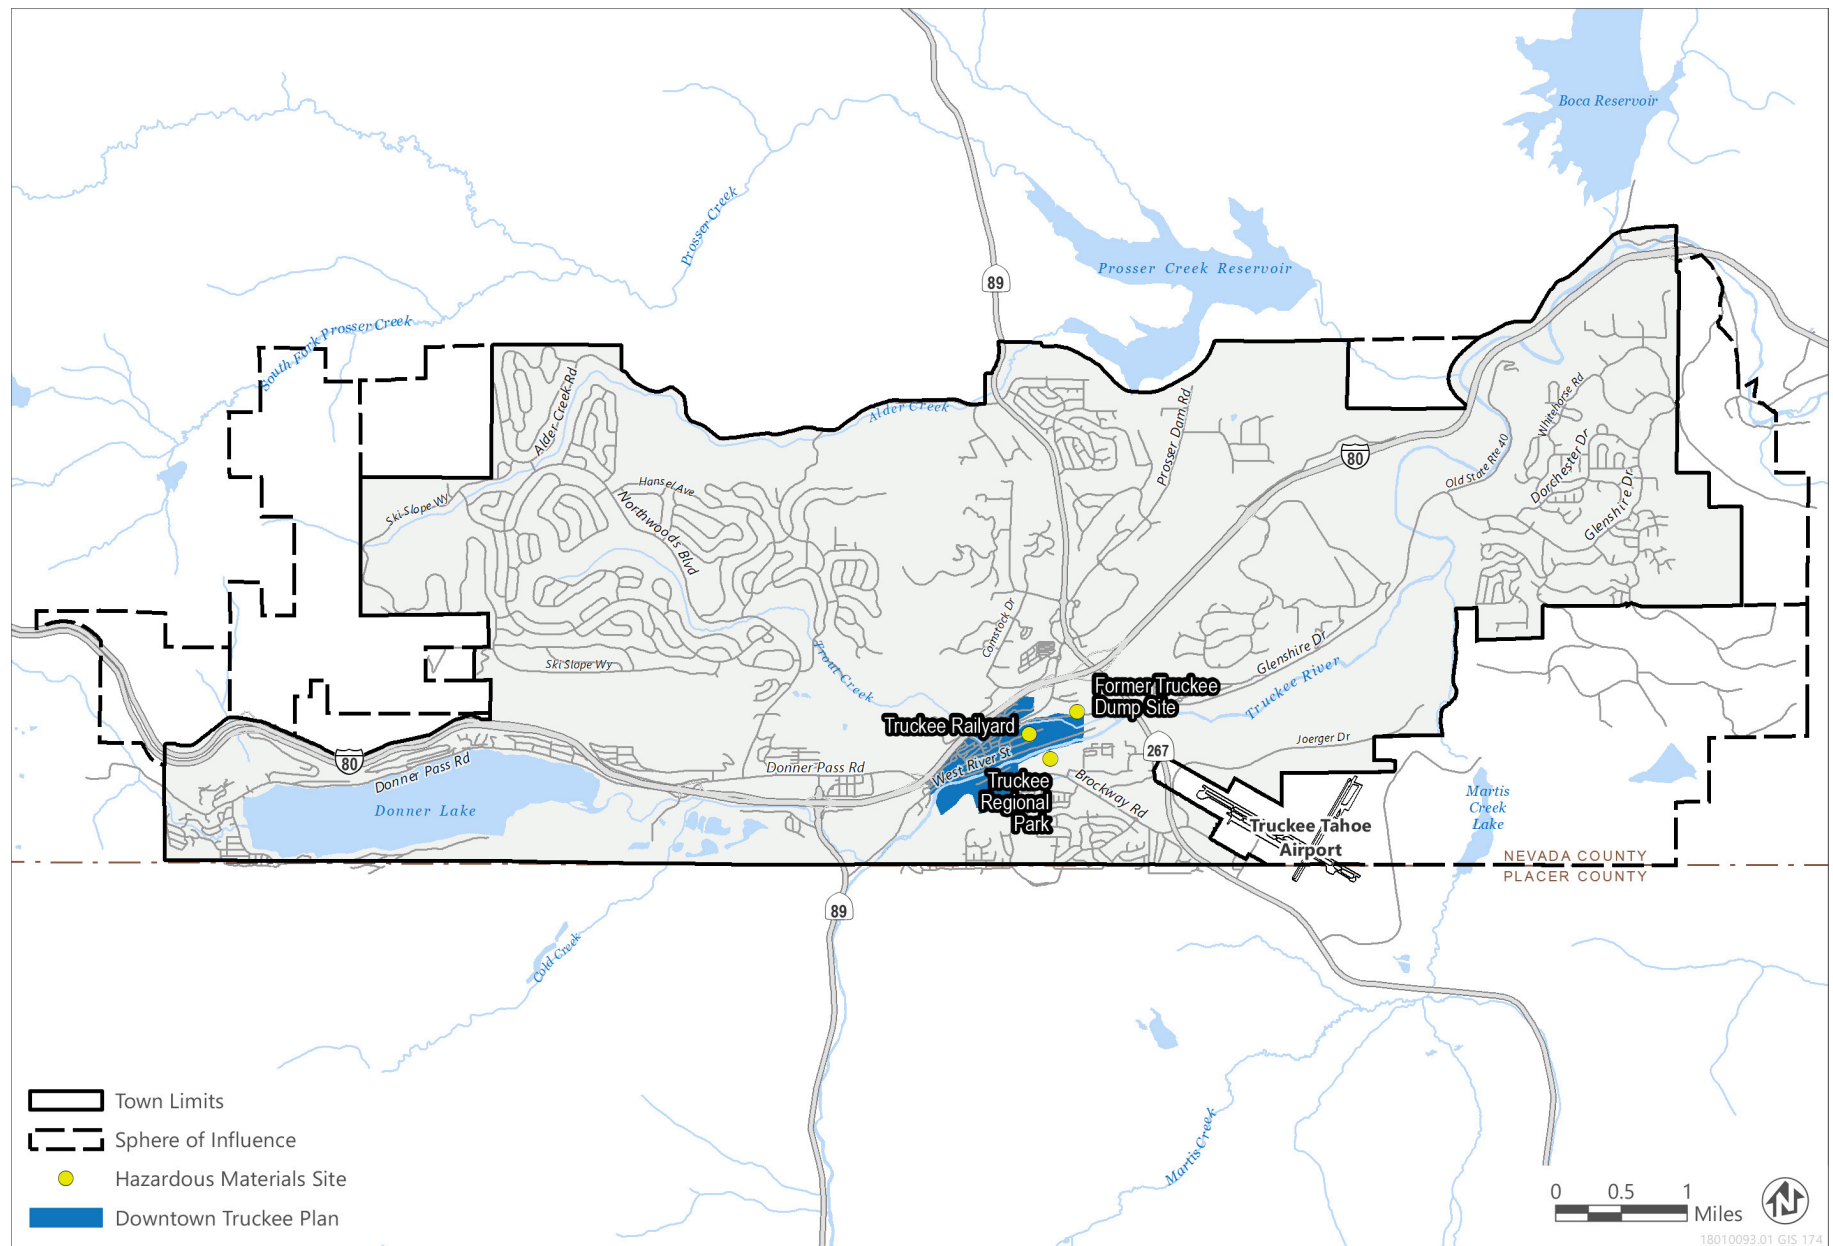 Boca Reservoir
Prosser Creek
Prosser Creek Reservoir
89
South Fork Prosser Creek
Alder Creek Rd
Alder Creek
Prosser Dam Rd
Whitehorse Rd
80
Old State Rte 40
Dorchester Dr
Glenshire Dr
Ski Slope Wy
Hansel Ave
Northwoods Blvd
Comstock Dr
Ski Slope Wy
Trout Creek
Glenshire Dr
Truckee River
Former Truckee
Dump Site
Truckee Railyard
West River St
267
Joerger Dr
80
Donner Pass Rd
Donner Pass Rd
Donner Lake
Truckee
Regional
Park
Brockway Rd
Truckee Tahoe
Airport
Martis
Creek
Lake
NEVADA COUNTY
PLACER COUNTY
89
Cold Creek
Martis Creek
Town Limits
Sphere of Influence
Hazardous Materials Site
Downtown Truckee Plan
0 0.5 1
Miles
N
18010093.01 GIS 174